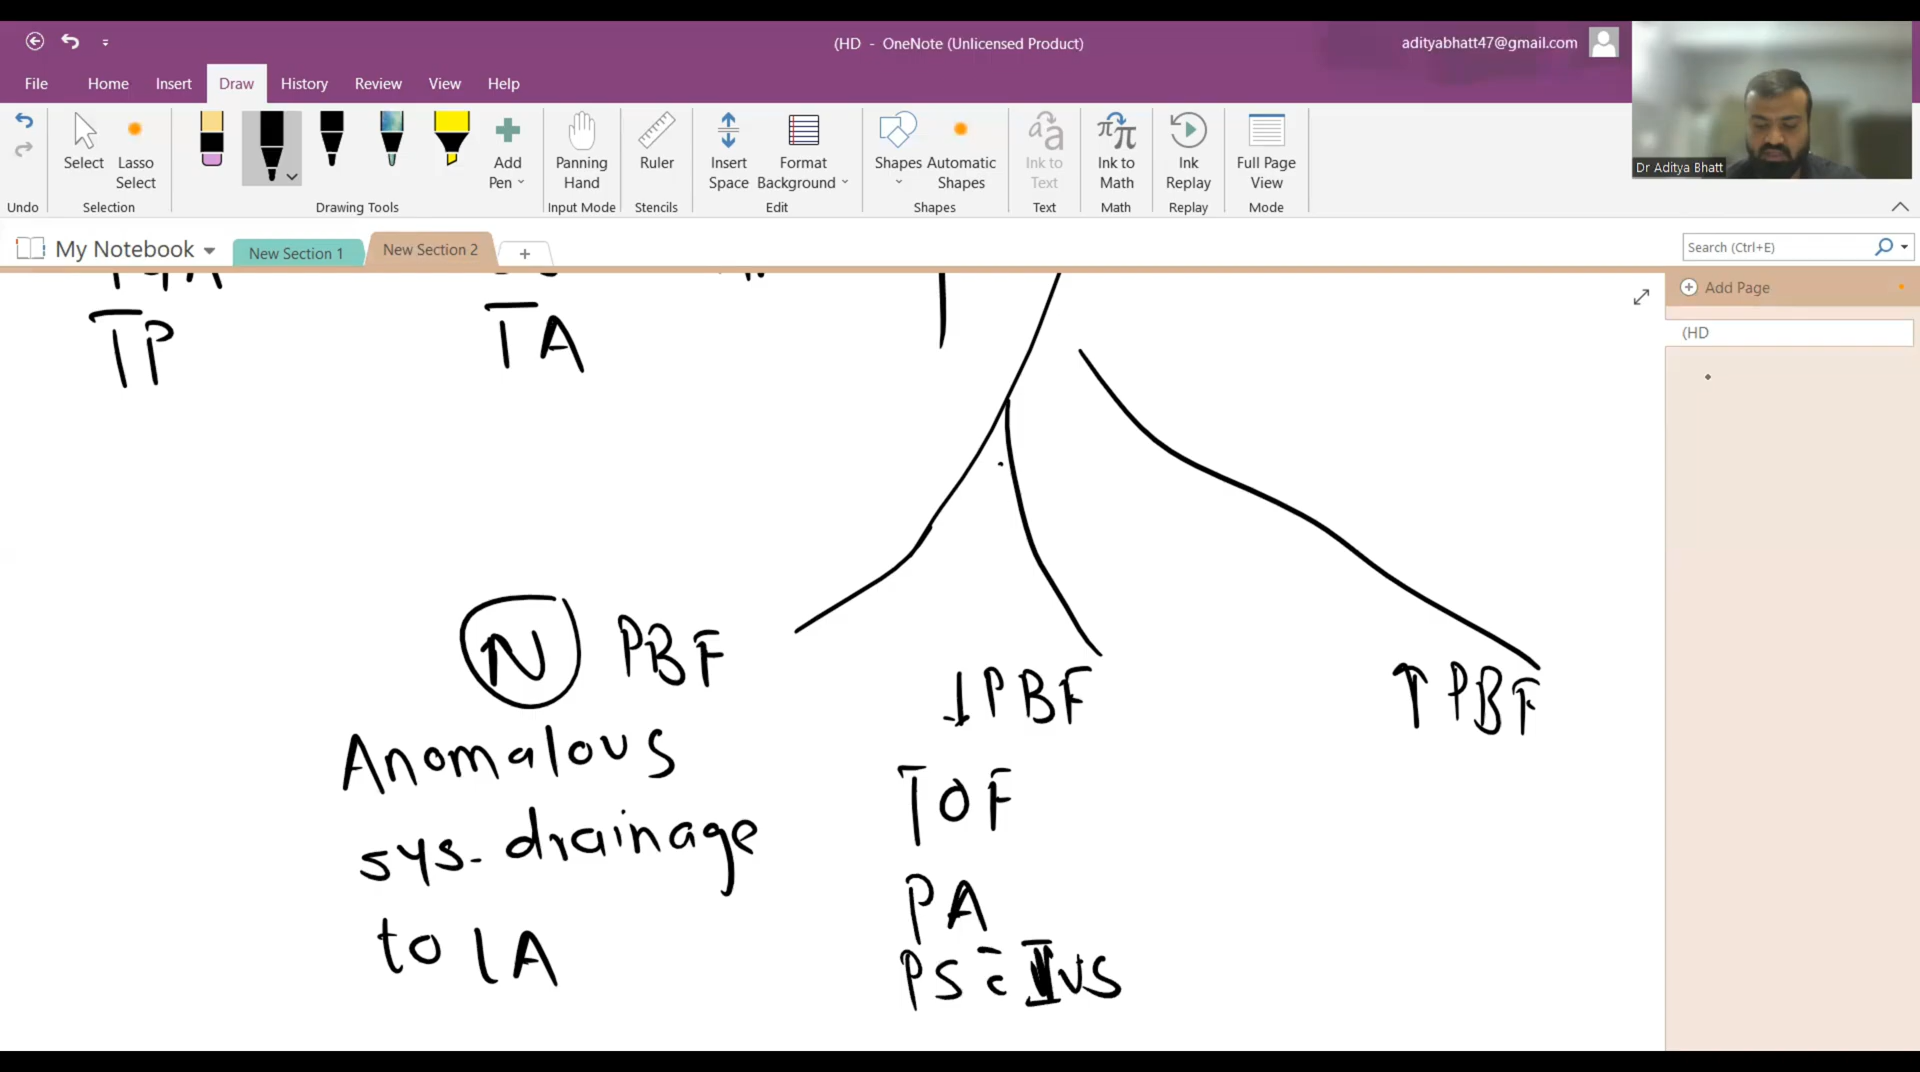 (HD - OneNote (Unlicensed Product)
adityabhatt47@gmail.com
File Home Insert Draw History Review View Help
Select
Lasso Select
Add Pen
Panning Hand
Ruler
Insert Space
Format Background
Shapes
Automatic Shapes
Ink to Text
Ink to Math
Ink Replay
Full Page View
Undo Selection Drawing Tools Input Mode Stencils Edit Shapes Text Math Replay Mode
Dr Aditya Bhatt
My Notebook New Section 1 New Section 2
Search (Ctrl+E)
Add Page
(HD
TP TA
N PBF
↓PBF
↑PBF
Anomalous
sys. drainage
to LA
TOF
PA
PS c̄ IVS